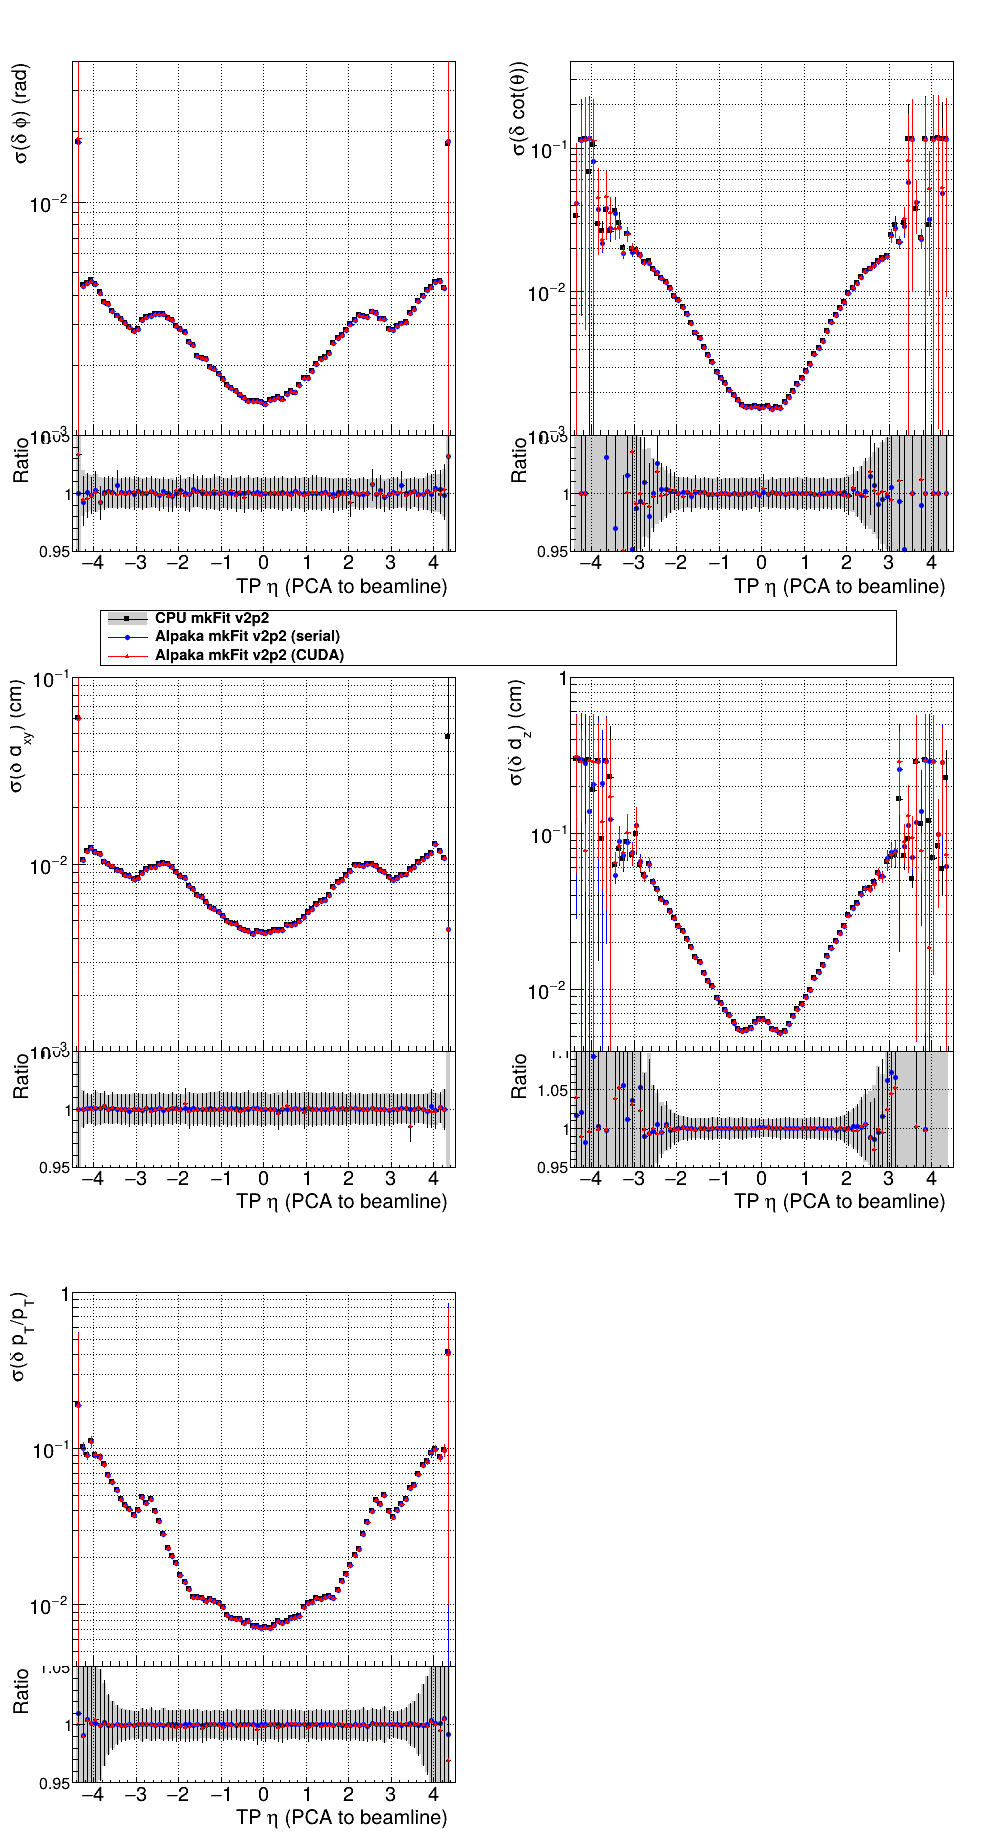 σ(δ φ) (rad)
10⁻²
10⁻³
Ratio
1.05
1
0.95
−4 −3 −2 −1 0 1 2 3 4
TP η (PCA to beamline)
σ(δ cot(θ))
10⁻¹
10⁻²
10⁻³
Ratio
1.05
1
0.95
−4 −3 −2 −1 0 1 2 3 4
TP η (PCA to beamline)
CPU mkFit v2p2
Alpaka mkFit v2p2 (serial)
Alpaka mkFit v2p2 (CUDA)
σ(δ d_xy) (cm)
10⁻¹
10⁻²
10⁻³
Ratio
1
0.95
−4 −3 −2 −1 0 1 2 3 4
TP η (PCA to beamline)
σ(δ d_z) (cm)
1
10⁻¹
10⁻²
Ratio
1.1
1.05
1
0.95
−4 −3 −2 −1 0 1 2 3 4
TP η (PCA to beamline)
σ(δ p_T/p_T)
1
10⁻¹
10⁻²
Ratio
1.05
1
0.95
−4 −3 −2 −1 0 1 2 3 4
TP η (PCA to beamline)